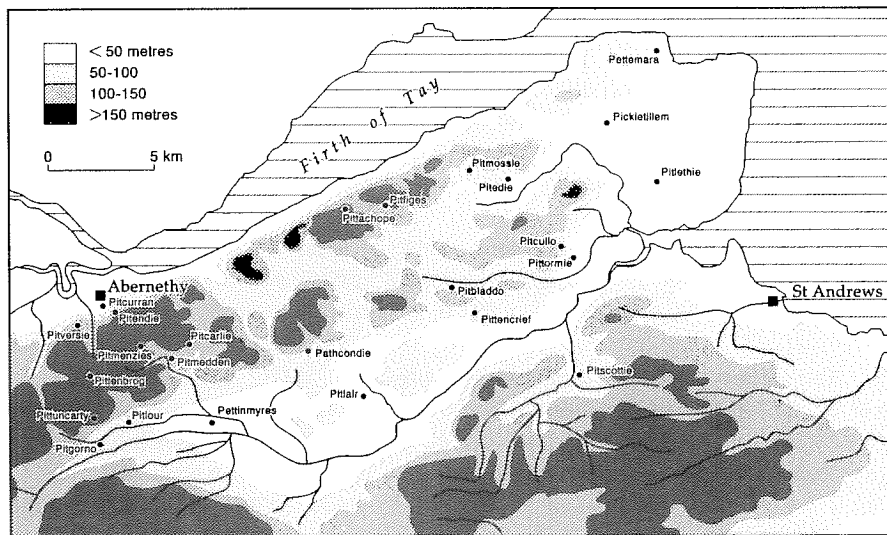 < 50 metres
50-100
100-150
>150 metres
0 5 km
Firth of Tay
Pettemara
Pickletillem
Pitmossie
Pitedie
Pitlethie
Pitfiges
Pittachope
Pitcullo
Pittormie
Abernethy
Pitcurran
Pitendie
Pitbladdo
St Andrews
Pitversie
Pitcarlie
Pittencrief
Pitmenzies
Pitmedden
Pathcondie
Pittenbrog
Pitscottie
Pitlair
Pittuncarty
Pitlour
Pettinmyres
Pitgorno